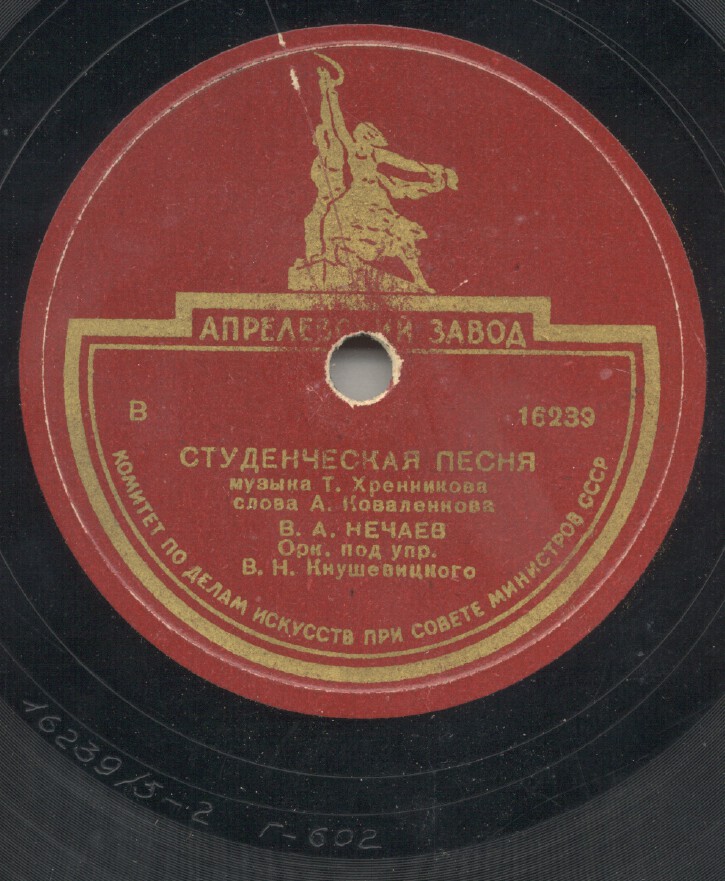 АПРЕЛЕВСКИЙ ЗАВОД
В 16239
СТУДЕНЧЕСКАЯ ПЕСНЯ
музыка Т. Хренникова
слова А. Коваленкова
В. А. НЕЧАЕВ
Орк. под упр.
В. Н. Кнушевицкого
КОМИТЕТ ПО ДЕЛАМ ИСКУССТВ ПРИ СОВЕТЕ МИНИСТРОВ СССР
16239/5-2 Г-602